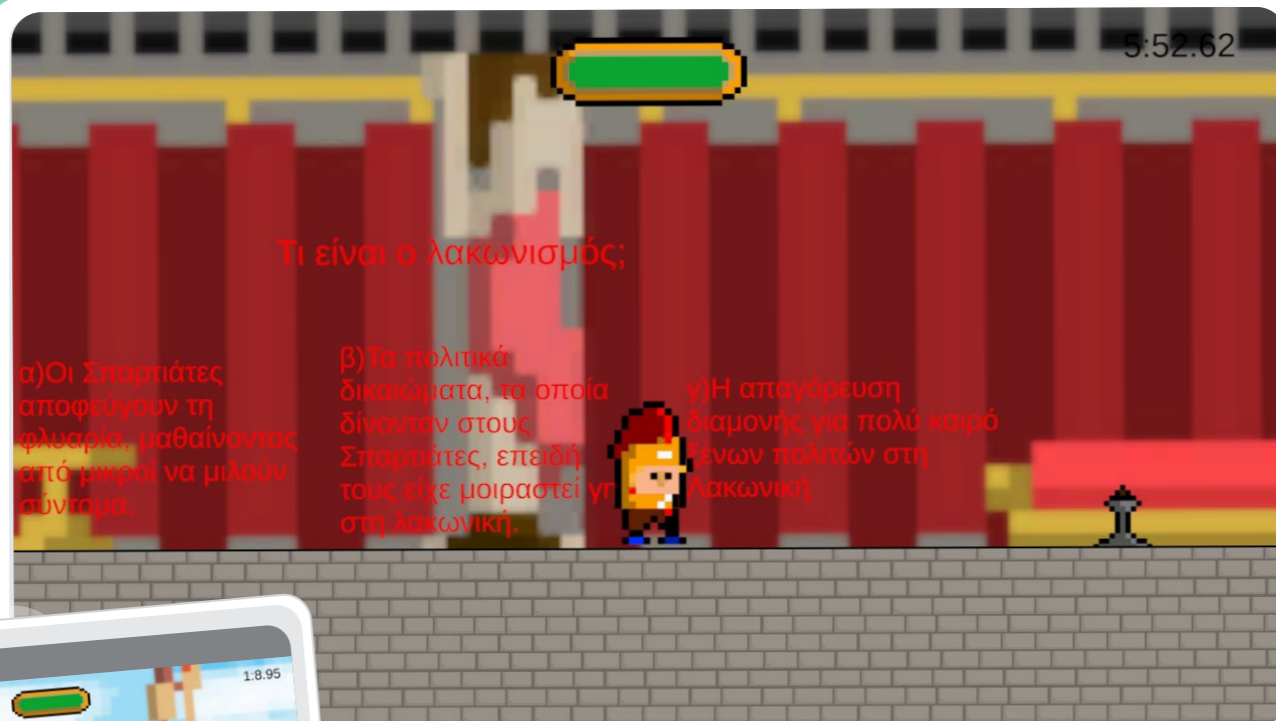 5:52.62
Τι είναι ο λακωνισμός;
α)Οι Σπαρτιάτες
αποφεύγουν τη
φλυαρία, μαθαίνοντας
από μικροί να μιλούν
σύντομα.
β)Τα πολιτικά
δικαιώματα, τα οποία
δίνονταν στους
Σπαρτιάτες, επειδή
τους είχε μοιραστεί γη
στη λακωνική.
γ)Η απαγόρευση
διαμονής για πολύ καιρό
ξένων πολιτών στη
Λακωνική
1:8.95